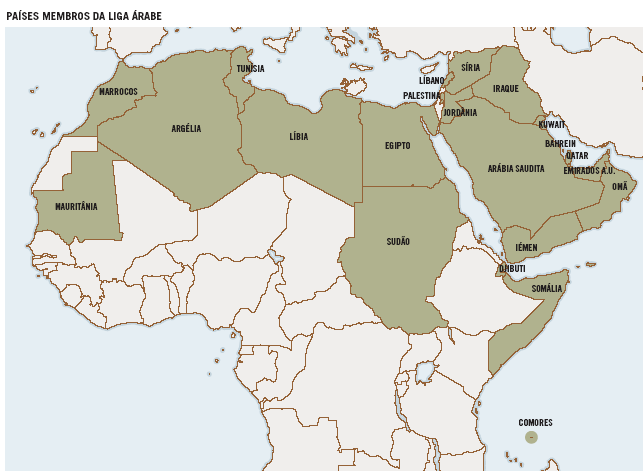 PAÍSES MEMBROS DA LIGA ÁRABE
TUNÍSIA
SÍRIA
LÍBANO
MARROCOS
IRAQUE
PALESTINA
JORDÂNIA
ARGÉLIA
LÍBIA
KUWAIT
EGIPTO
BAHREIN
QATAR
ARÁBIA SAUDITA
EMIRADOS A.U.
OMÃ
MAURITÂNIA
SUDÃO
IÉMEN
DJIBUTI
SOMÁLIA
COMORES